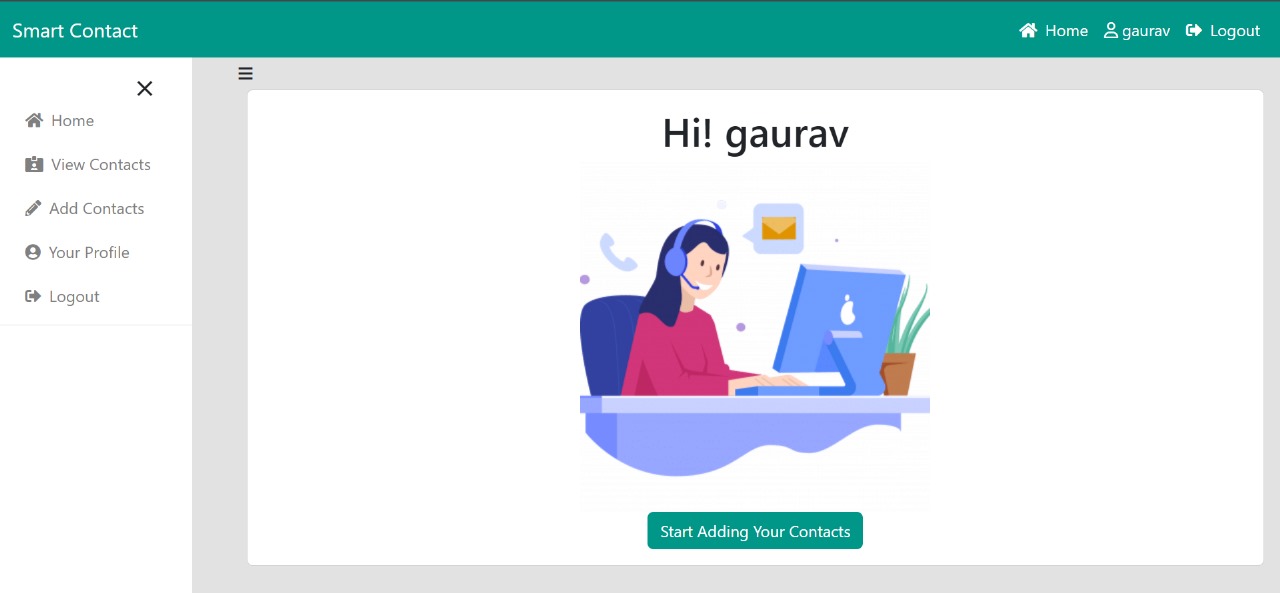 Smart Contact
Home gaurav Logout
Home
View Contacts
Add Contacts
Your Profile
Logout
Hi! gaurav
Start Adding Your Contacts